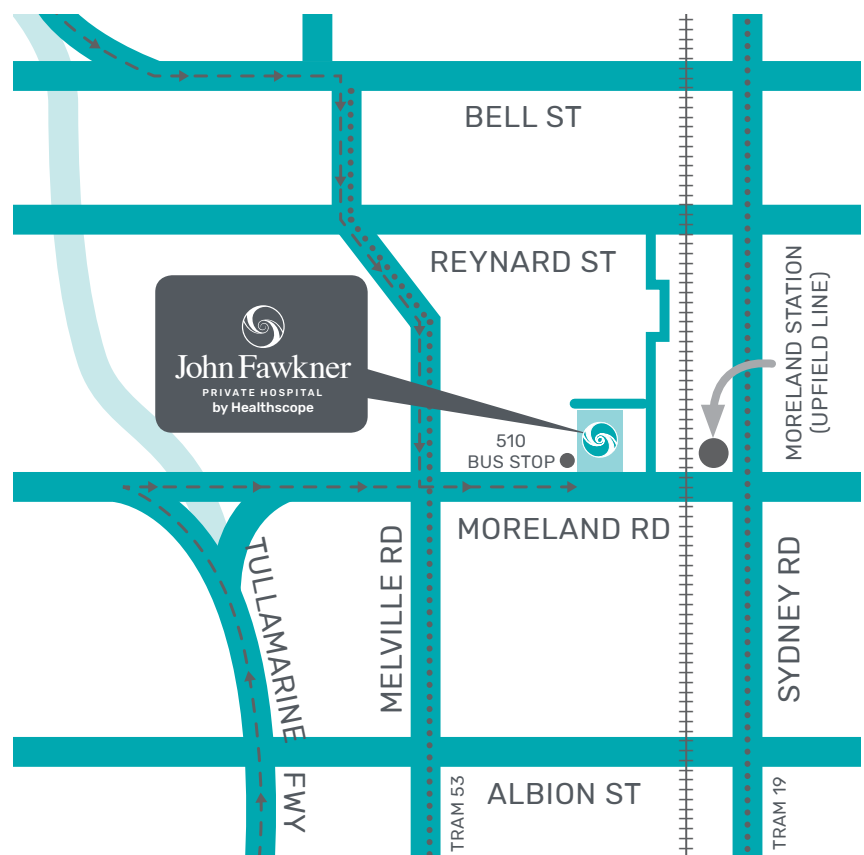 BELL ST
REYNARD ST
MORELAND STATION
(UPFIELD LINE)
John Fawkner
PRIVATE HOSPITAL
by Healthscope
510
BUS STOP
MORELAND RD
TULLAMARINE FWY
MELVILLE RD
SYDNEY RD
ALBION ST
TRAM 53
TRAM 19